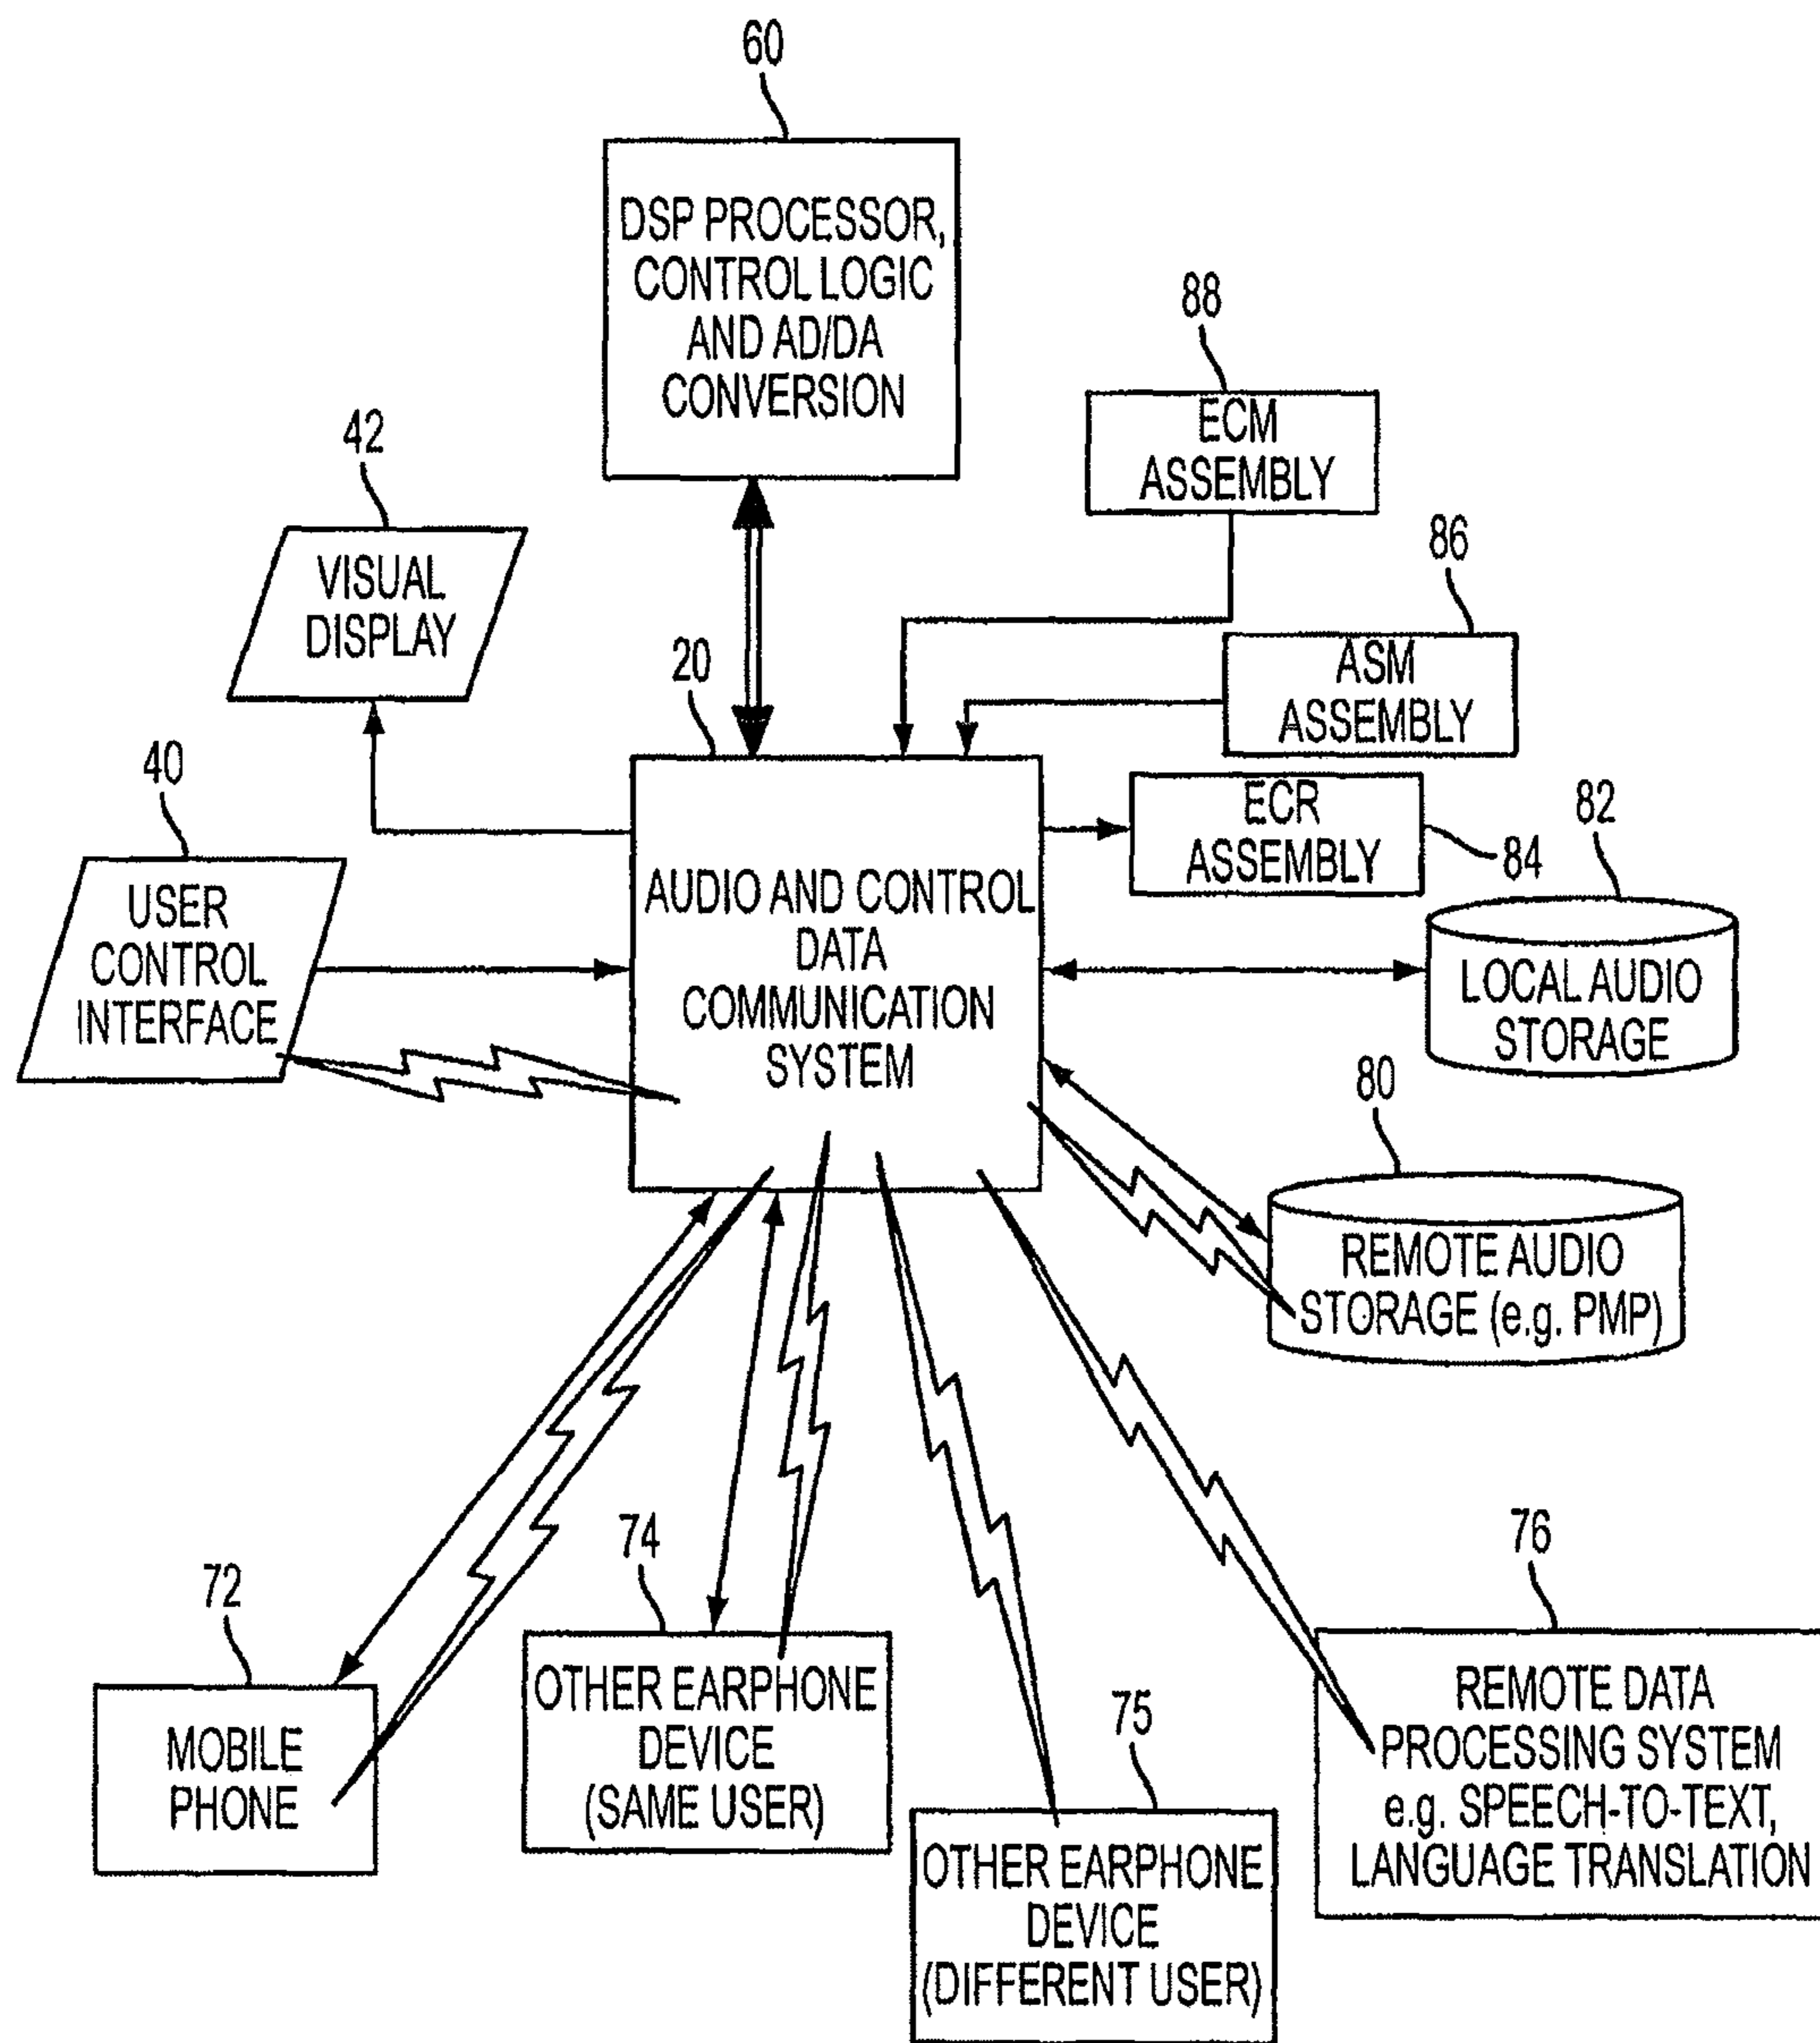 60
DSP PROCESSOR,
CONTROL LOGIC
AND AD/DA
CONVERSION
88
ECM
ASSEMBLY
42
VISUAL
DISPLAY
86
ASM
ASSEMBLY
20
AUDIO AND CONTROL
DATA
COMMUNICATION
SYSTEM
ECR
ASSEMBLY
84
40
USER
CONTROL
INTERFACE
82
LOCAL AUDIO
STORAGE
80
REMOTE AUDIO
STORAGE (e.g. PMP)
72
MOBILE
PHONE
74
OTHER EARPHONE
DEVICE
(SAME USER)
75
OTHER EARPHONE
DEVICE
(DIFFERENT USER)
76
REMOTE DATA
PROCESSING SYSTEM
e.g. SPEECH-TO-TEXT,
LANGUAGE TRANSLATION